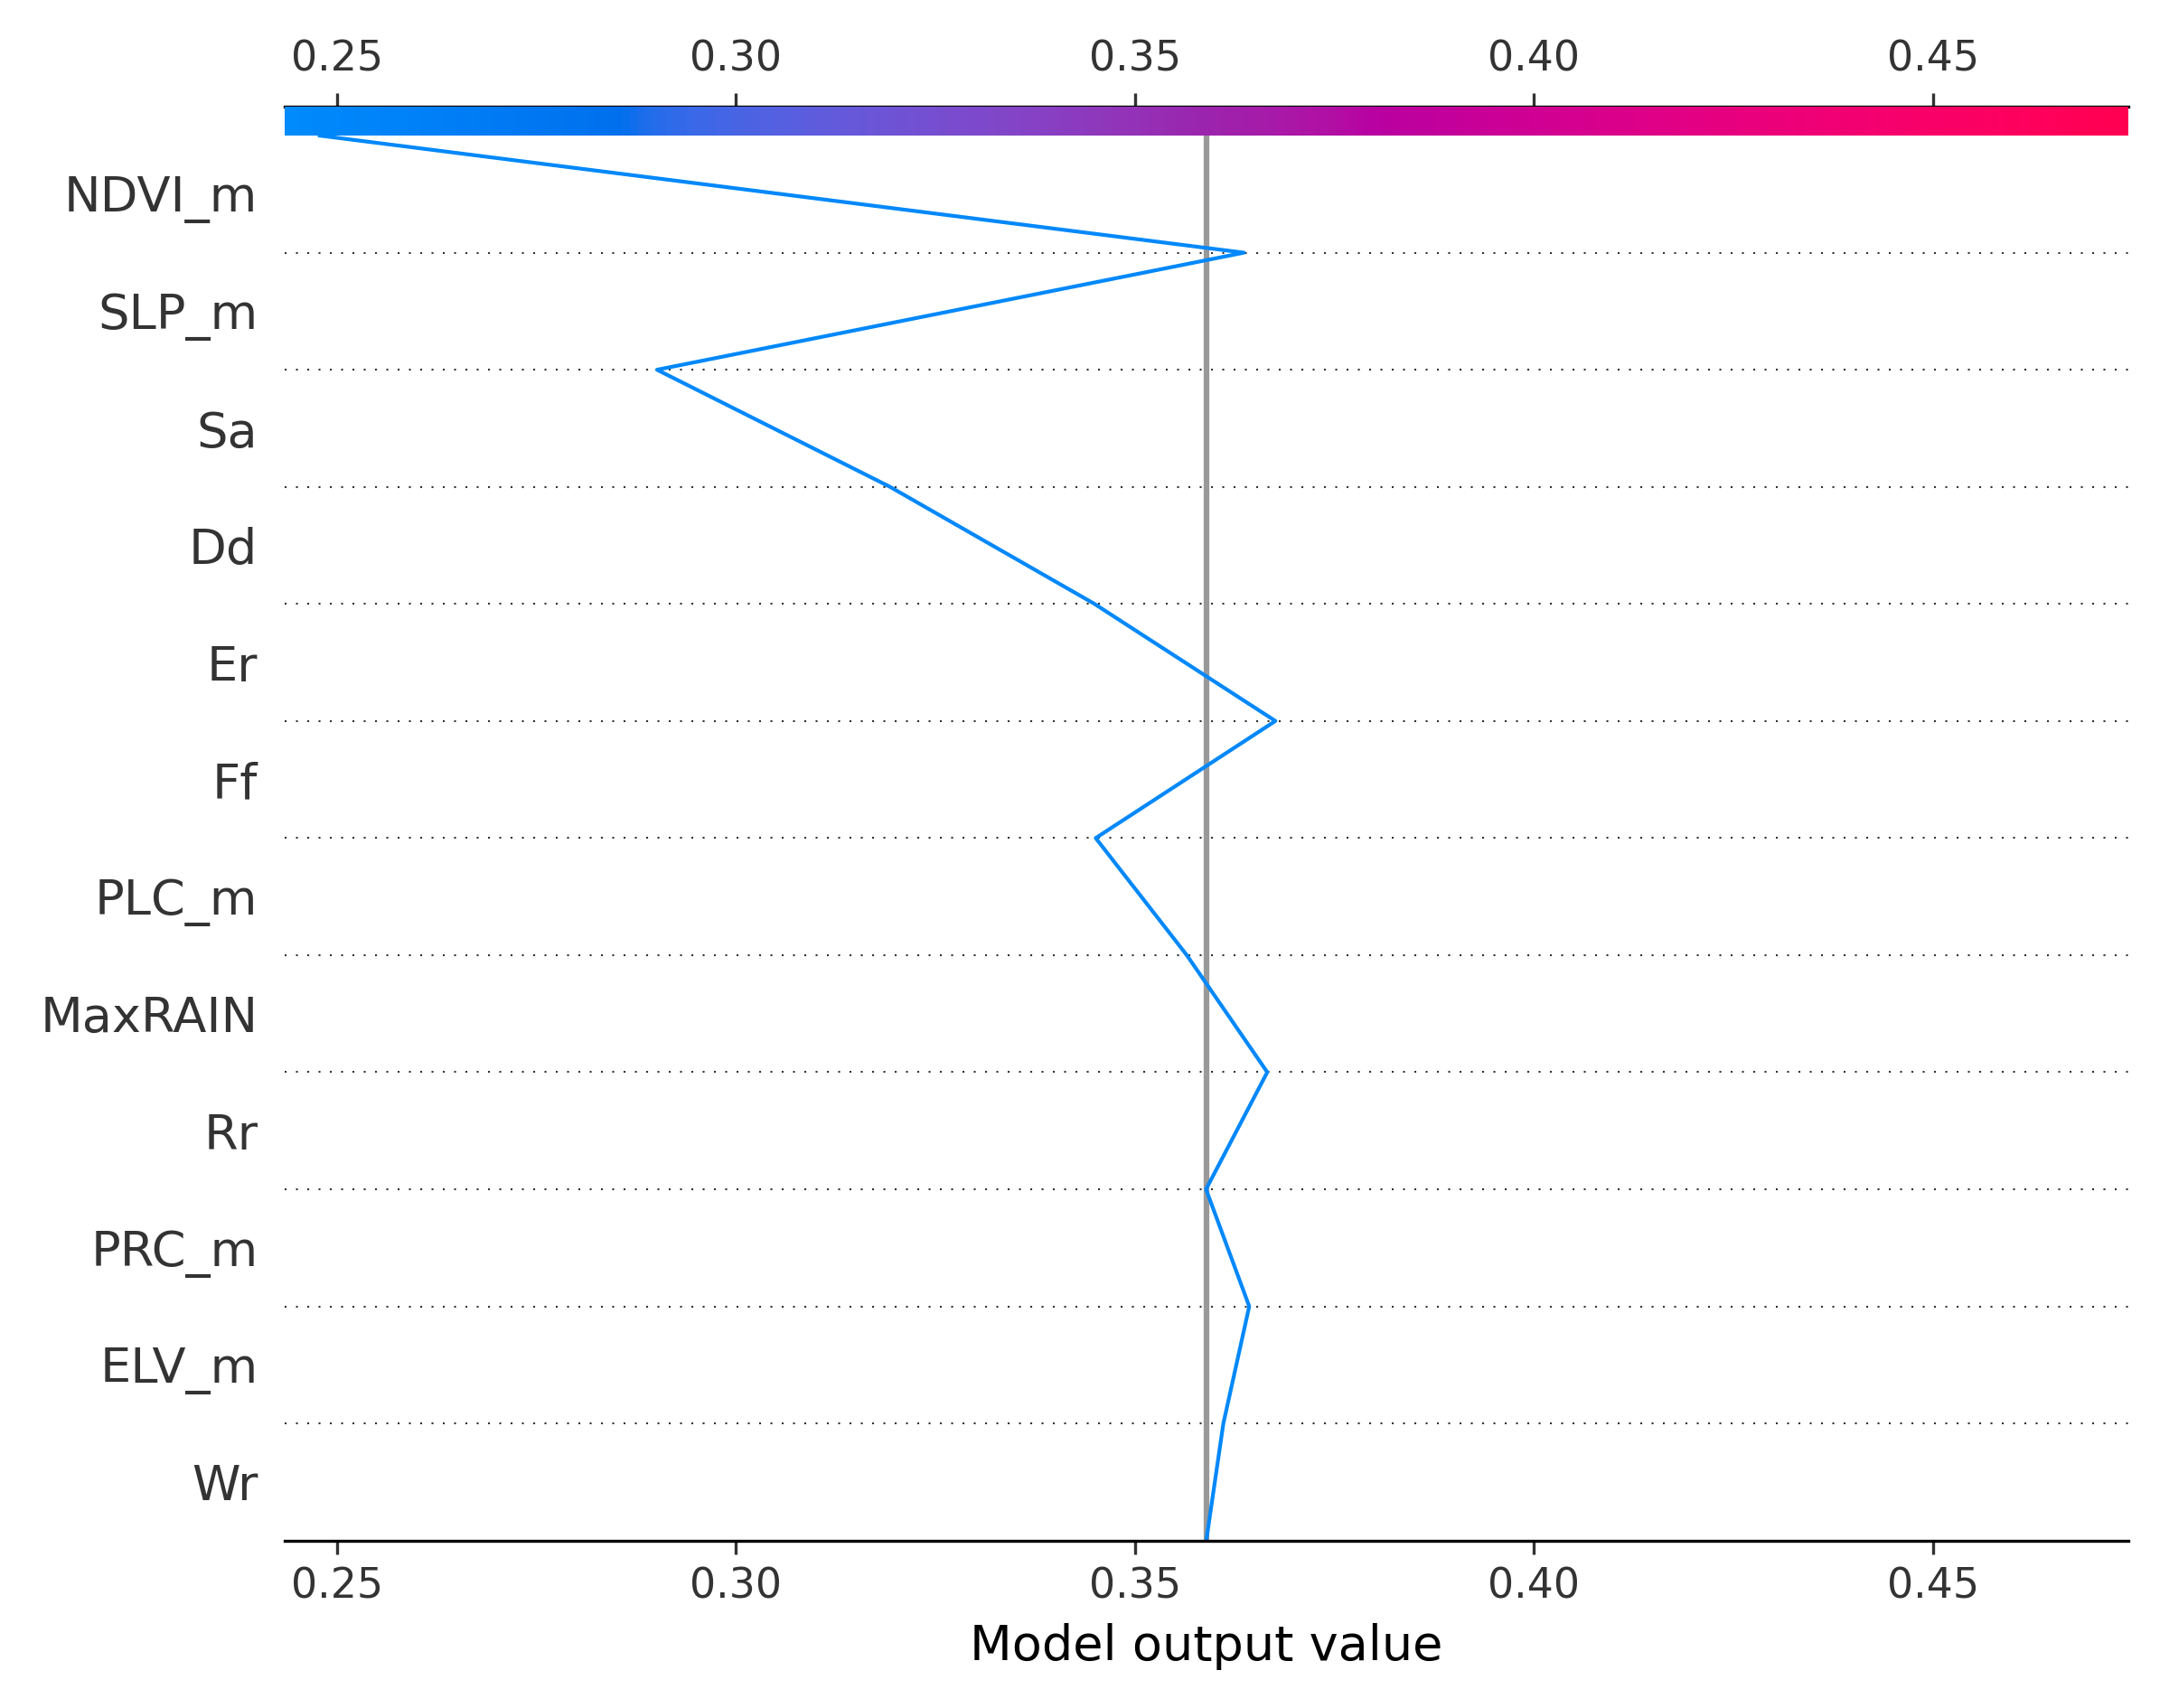 0.25 0.30 0.35 0.40 0.45
NDVI_m
SLP_m
Sa
Dd
Er
Ff
PLC_m
MaxRAIN
Rr
PRC_m
ELV_m
Wr
0.25 0.30 0.35 0.40 0.45
Model output value